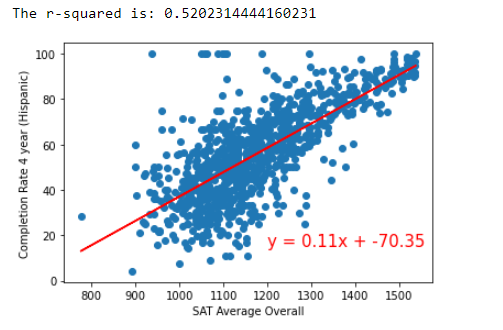 The r-squared is: 0.5202314444160231
100
80
60
40
20
0
Completion Rate 4 year (Hispanic)
y = 0.11x + -70.35
800 900 1000 1100 1200 1300 1400 1500
SAT Average Overall